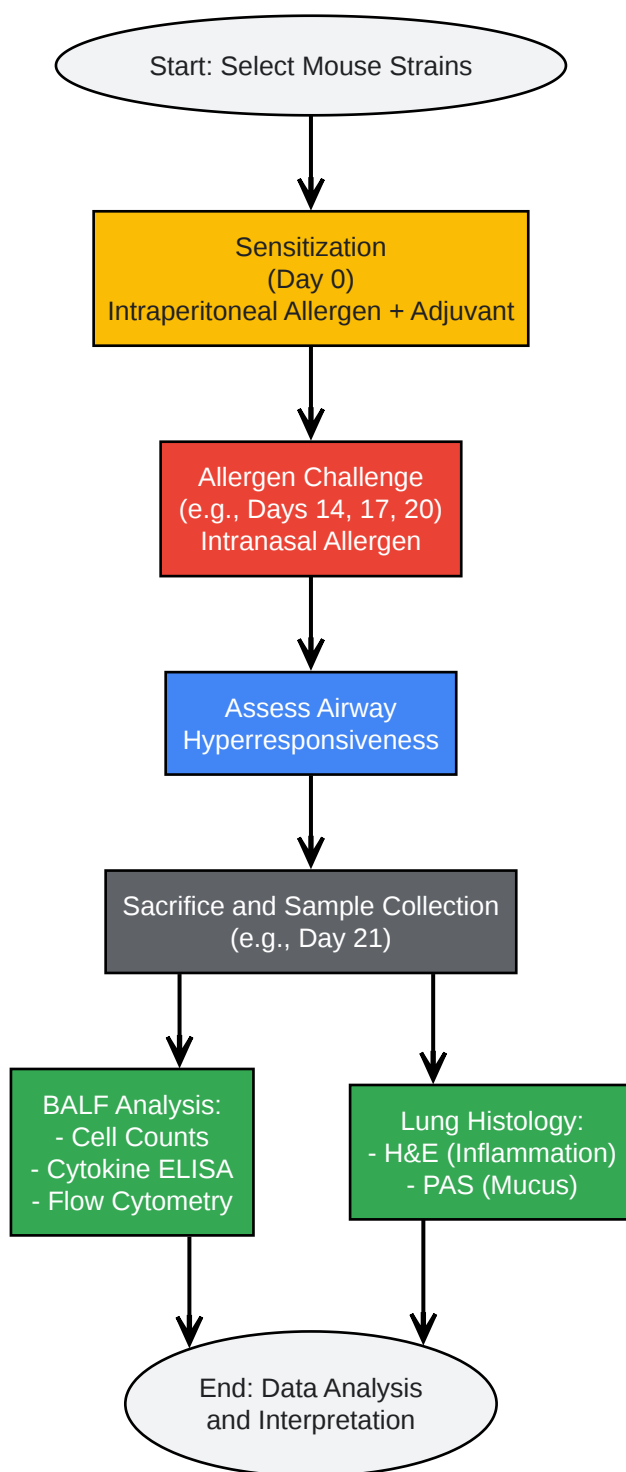 Start: Select Mouse Strains
Sensitization
(Day 0)
Intraperitoneal Allergen + Adjuvant
Allergen Challenge
(e.g., Days 14, 17, 20)
Intranasal Allergen
Assess Airway
Hyperresponsiveness
Sacrifice and Sample Collection
(e.g., Day 21)
BALF Analysis:
- Cell Counts
- Cytokine ELISA
- Flow Cytometry
Lung Histology:
- H&E (Inflammation)
- PAS (Mucus)
End: Data Analysis
and Interpretation